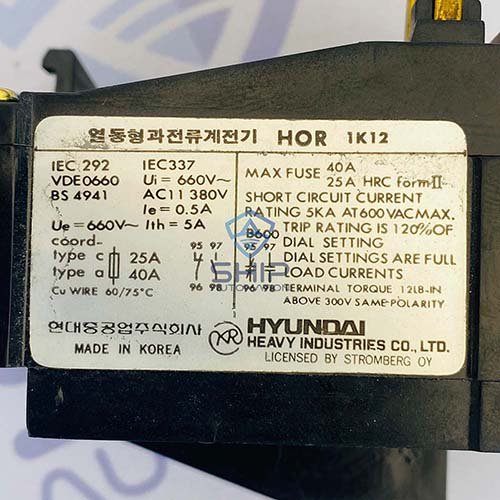 열동형과전류계전기 HOR 1K12
IEC 292 IEC337
VDE0660 Ui = 660V~
BS 4941 AC11 380V
Ie = 0.5A
Ue = 660V~ Ith = 5A
coord-
type c 25A
type a 40A
95 97
96 98
Cu WIRE 60/75°C
MAX FUSE 40A
25A HRC form II
SHORT CIRCUIT CURRENT
RATING 5KA AT 600 VAC MAX.
B600 TRIP RATING IS 120% OF
95 97 DIAL SETTING
DIAL SETTINGS ARE FULL
LOAD CURRENTS
96 98 TERMINAL TORQUE 12LB-IN
ABOVE 300V SAME-POLARITY
SHIP
AUTOMATION
현대중공업주식회사
MADE IN KOREA
HYUNDAI
HEAVY INDUSTRIES CO., LTD.
LICENSED BY STROMBERG OY